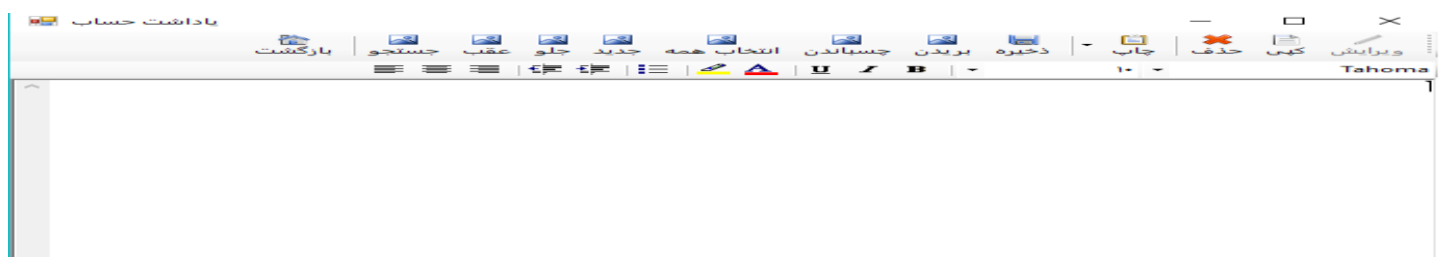 یاداشت حساب
ویرایش کپی حذف چاپ ذخیره بریدن چسباندن انتخاب همه جدید جلو عقب جستجو بازگشت
Tahoma ۱۰ B I U A